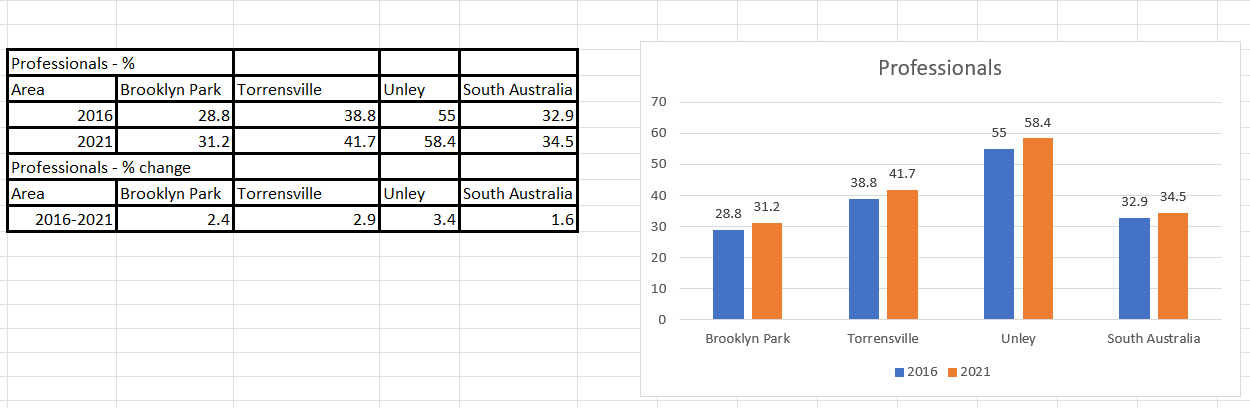 Professionals - %
Area Brooklyn Park Torrensville Unley South Australia
2016 28.8 38.8 55 32.9
2021 31.2 41.7 58.4 34.5
Professionals - % change
Area Brooklyn Park Torrensville Unley South Australia
2016-2021 2.4 2.9 3.4 1.6
Professionals
70
60
50
40
30
20
10
0
28.8 31.2 38.8 41.7 55 58.4 32.9 34.5
Brooklyn Park Torrensville Unley South Australia
2016 2021